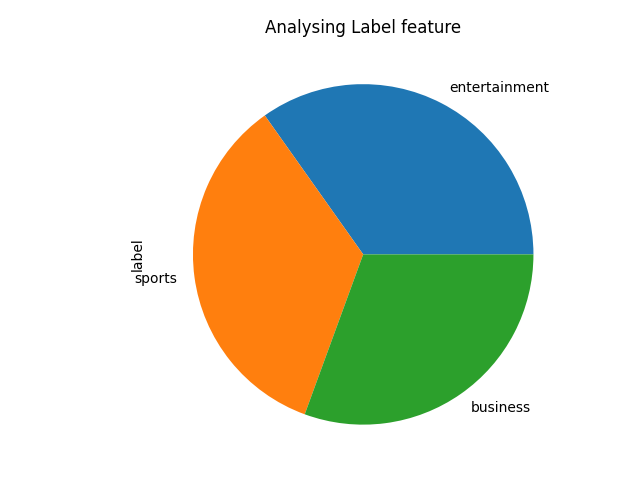 Analysing Label feature
entertainment
label
sports
business